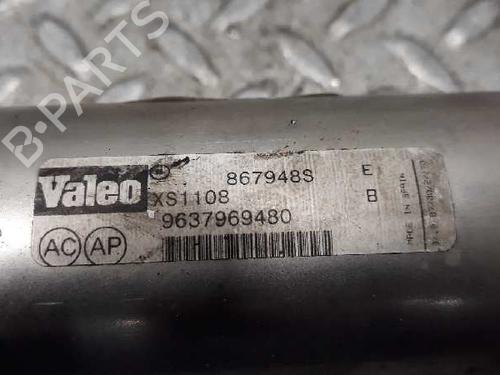 B-PARTS
Valeo
867948S E
XS1108 B
9637969480
AC AP
MADE IN SPAIN